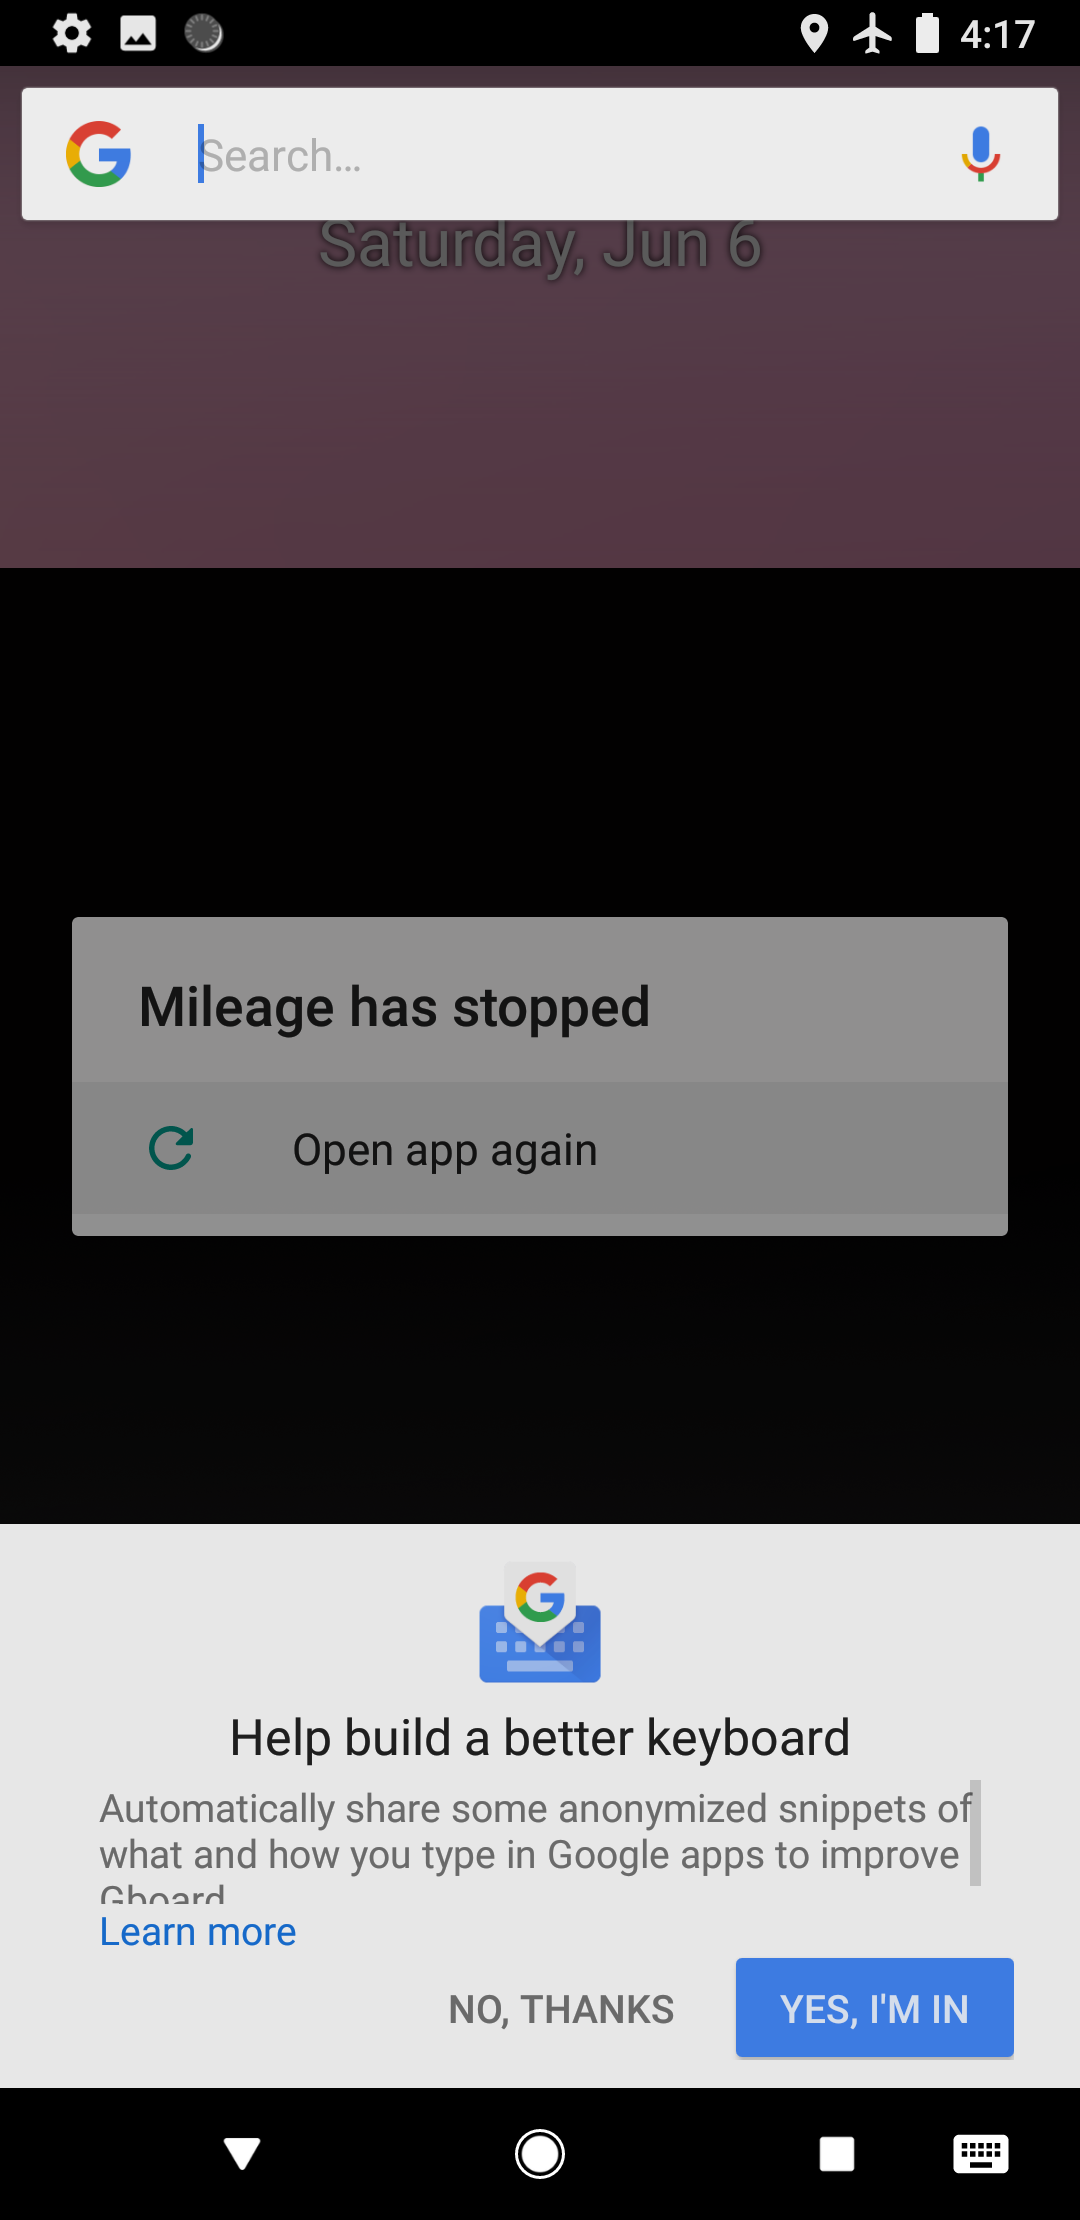 4:17
Search...
Saturday, Jun 6
Mileage has stopped
Open app again
Help build a better keyboard
Automatically share some anonymized snippets of
what and how you type in Google apps to improve
Gboard
Learn more
NO, THANKS
YES, I'M IN